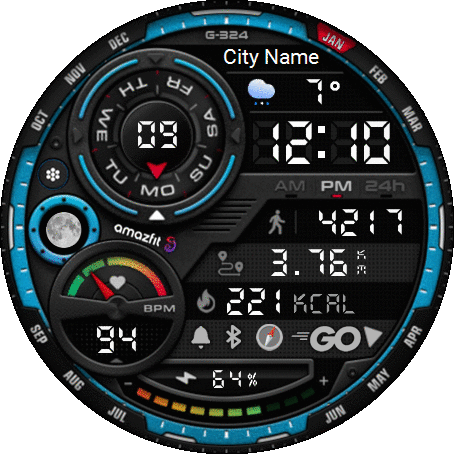 G-324
DEC
JAN
NOV
FEB
OCT
MAR
City Name
7°
TH
FR
WE
SA
TU
SU
MO
09
12:10
AM PM 24h
4217
amazfit S
3.76 KM
221 KCAL
BPM
94
GO
64%
- +
SEP
APR
AUG
MAY
JUL
JUN